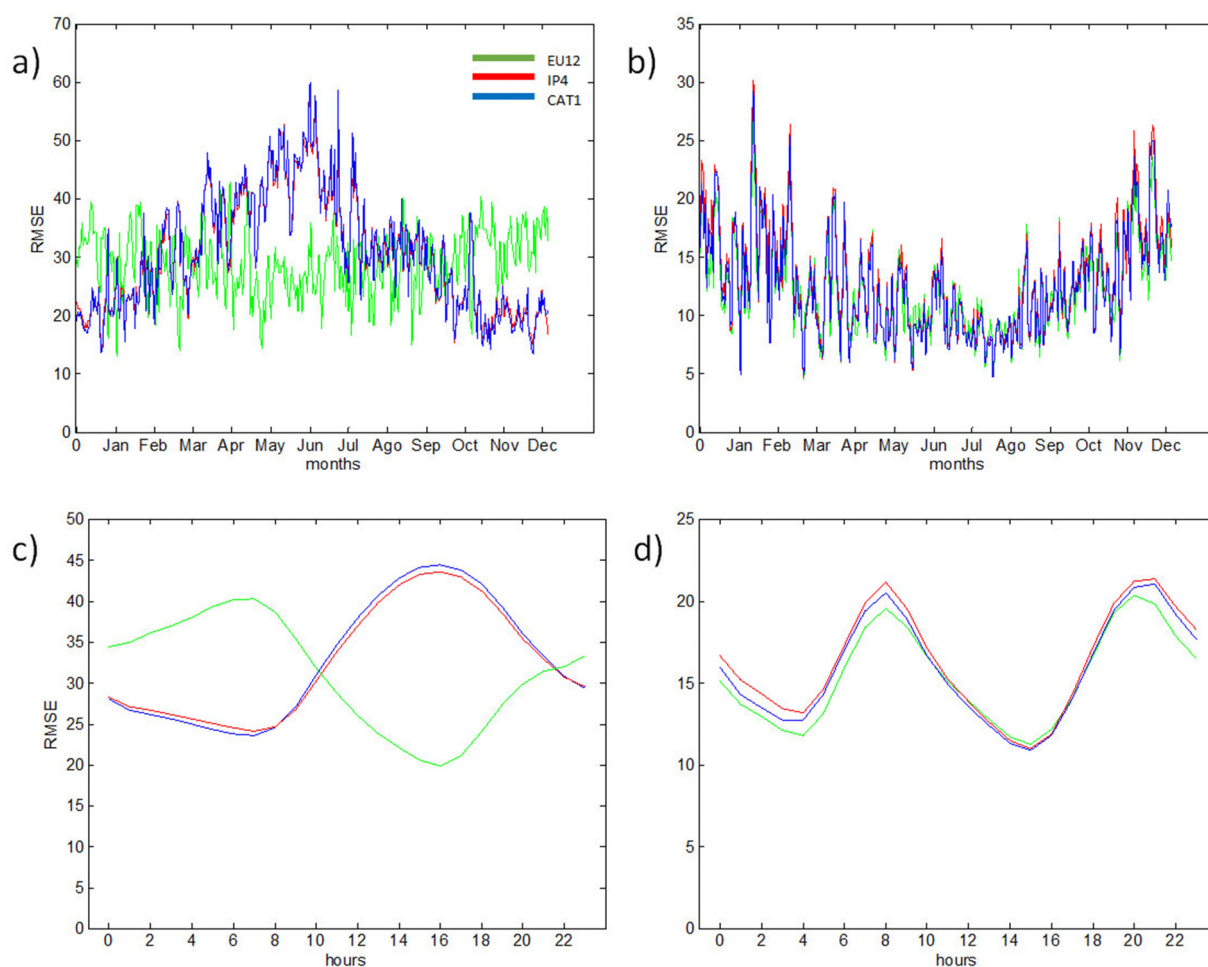 a)
70
60
50
40
30
20
10
0
RMSE
EU12
IP4
CAT1
0 Jan Feb Mar Apr May Jun Jul Ago Sep Oct Nov Dec
months
b)
35
30
25
20
15
10
5
0
RMSE
0 Jan Feb Mar Apr May Jun Jul Ago Sep Oct Nov Dec
months
c)
50
45
40
35
30
25
20
15
10
5
0
RMSE
0 2 4 6 8 10 12 14 16 18 20 22
hours
d)
25
20
15
10
5
0
0 2 4 6 8 10 12 14 16 18 20 22
hours